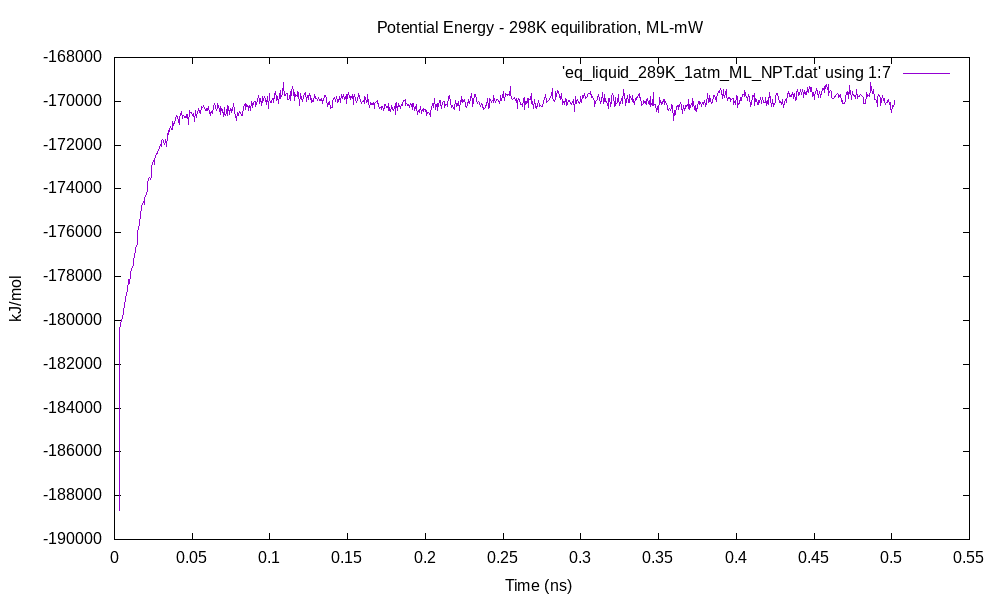 Potential Energy - 298K equilibration, ML-mW
'eq_liquid_289K_1atm_ML_NPT.dat' using 1:7
-168000
-170000
-172000
-174000
-176000
-178000
-180000
-182000
-184000
-186000
-188000
-190000
kJ/mol
0 0.05 0.1 0.15 0.2 0.25 0.3 0.35 0.4 0.45 0.5 0.55
Time (ns)